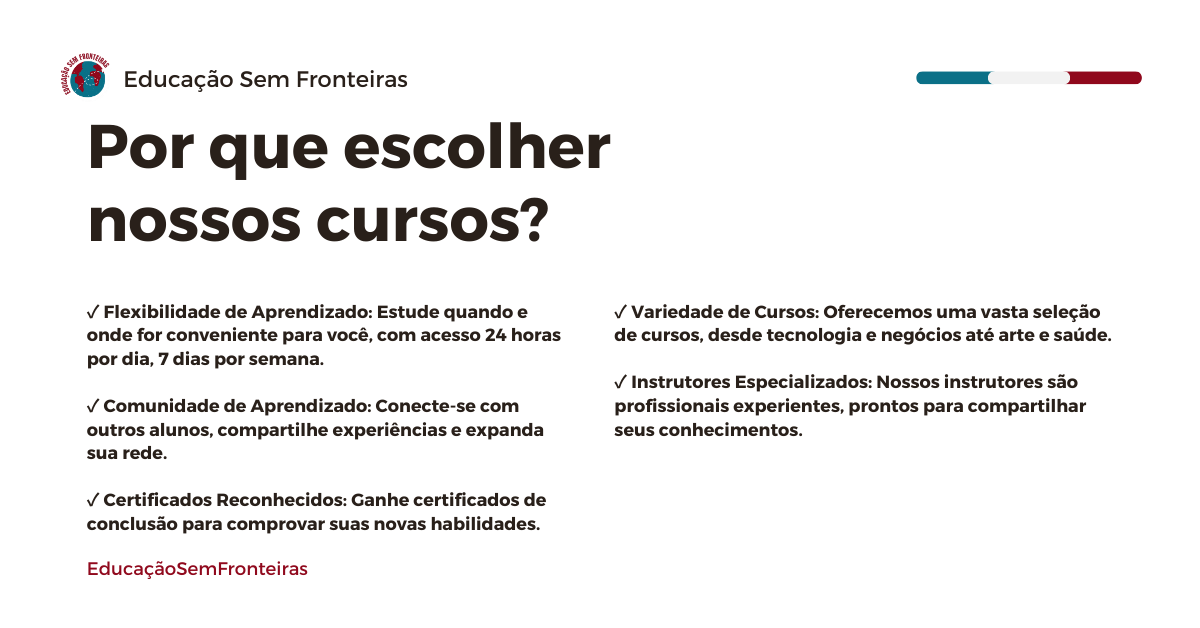 EDUCAÇÃO SEM FRONTEIRAS
Educação Sem Fronteiras
Por que escolher
nossos cursos?
✓ Flexibilidade de Aprendizado: Estude quando e
onde for conveniente para você, com acesso 24 horas
por dia, 7 dias por semana.
✓ Comunidade de Aprendizado: Conecte-se com
outros alunos, compartilhe experiências e expanda
sua rede.
✓ Certificados Reconhecidos: Ganhe certificados de
conclusão para comprovar suas novas habilidades.
✓ Variedade de Cursos: Oferecemos uma vasta seleção
de cursos, desde tecnologia e negócios até arte e saúde.
✓ Instrutores Especializados: Nossos instrutores são
profissionais experientes, prontos para compartilhar
seus conhecimentos.
EducaçãoSemFronteiras